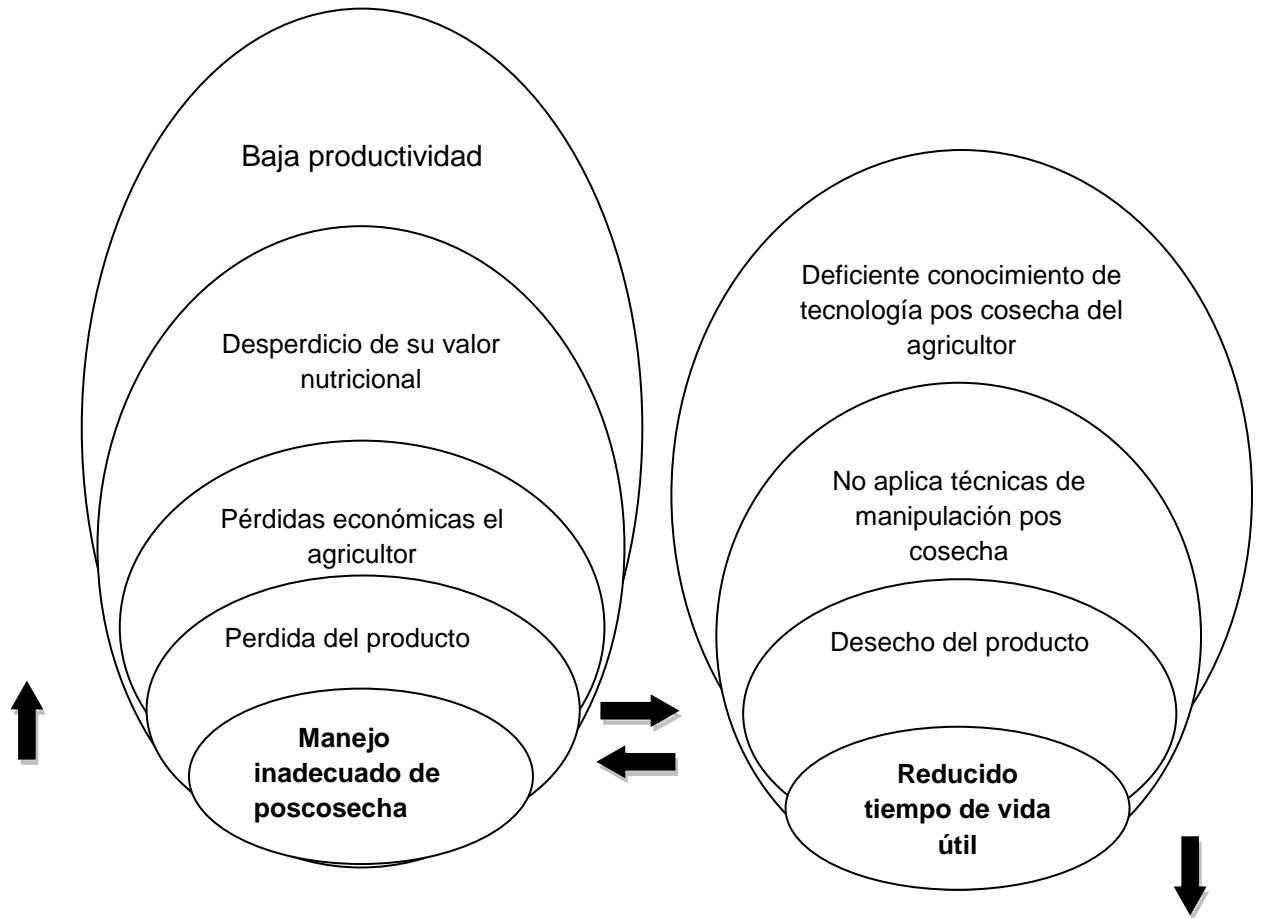 Baja productividad
Desperdicio de su valor
nutricional
Pérdidas económicas el
agricultor
Perdida del producto
Manejo
inadecuado de
poscosecha
Deficiente conocimiento de
tecnología pos cosecha del
agricultor
No aplica técnicas de
manipulación pos
cosecha
Desecho del producto
Reducido
tiempo de vida
útil